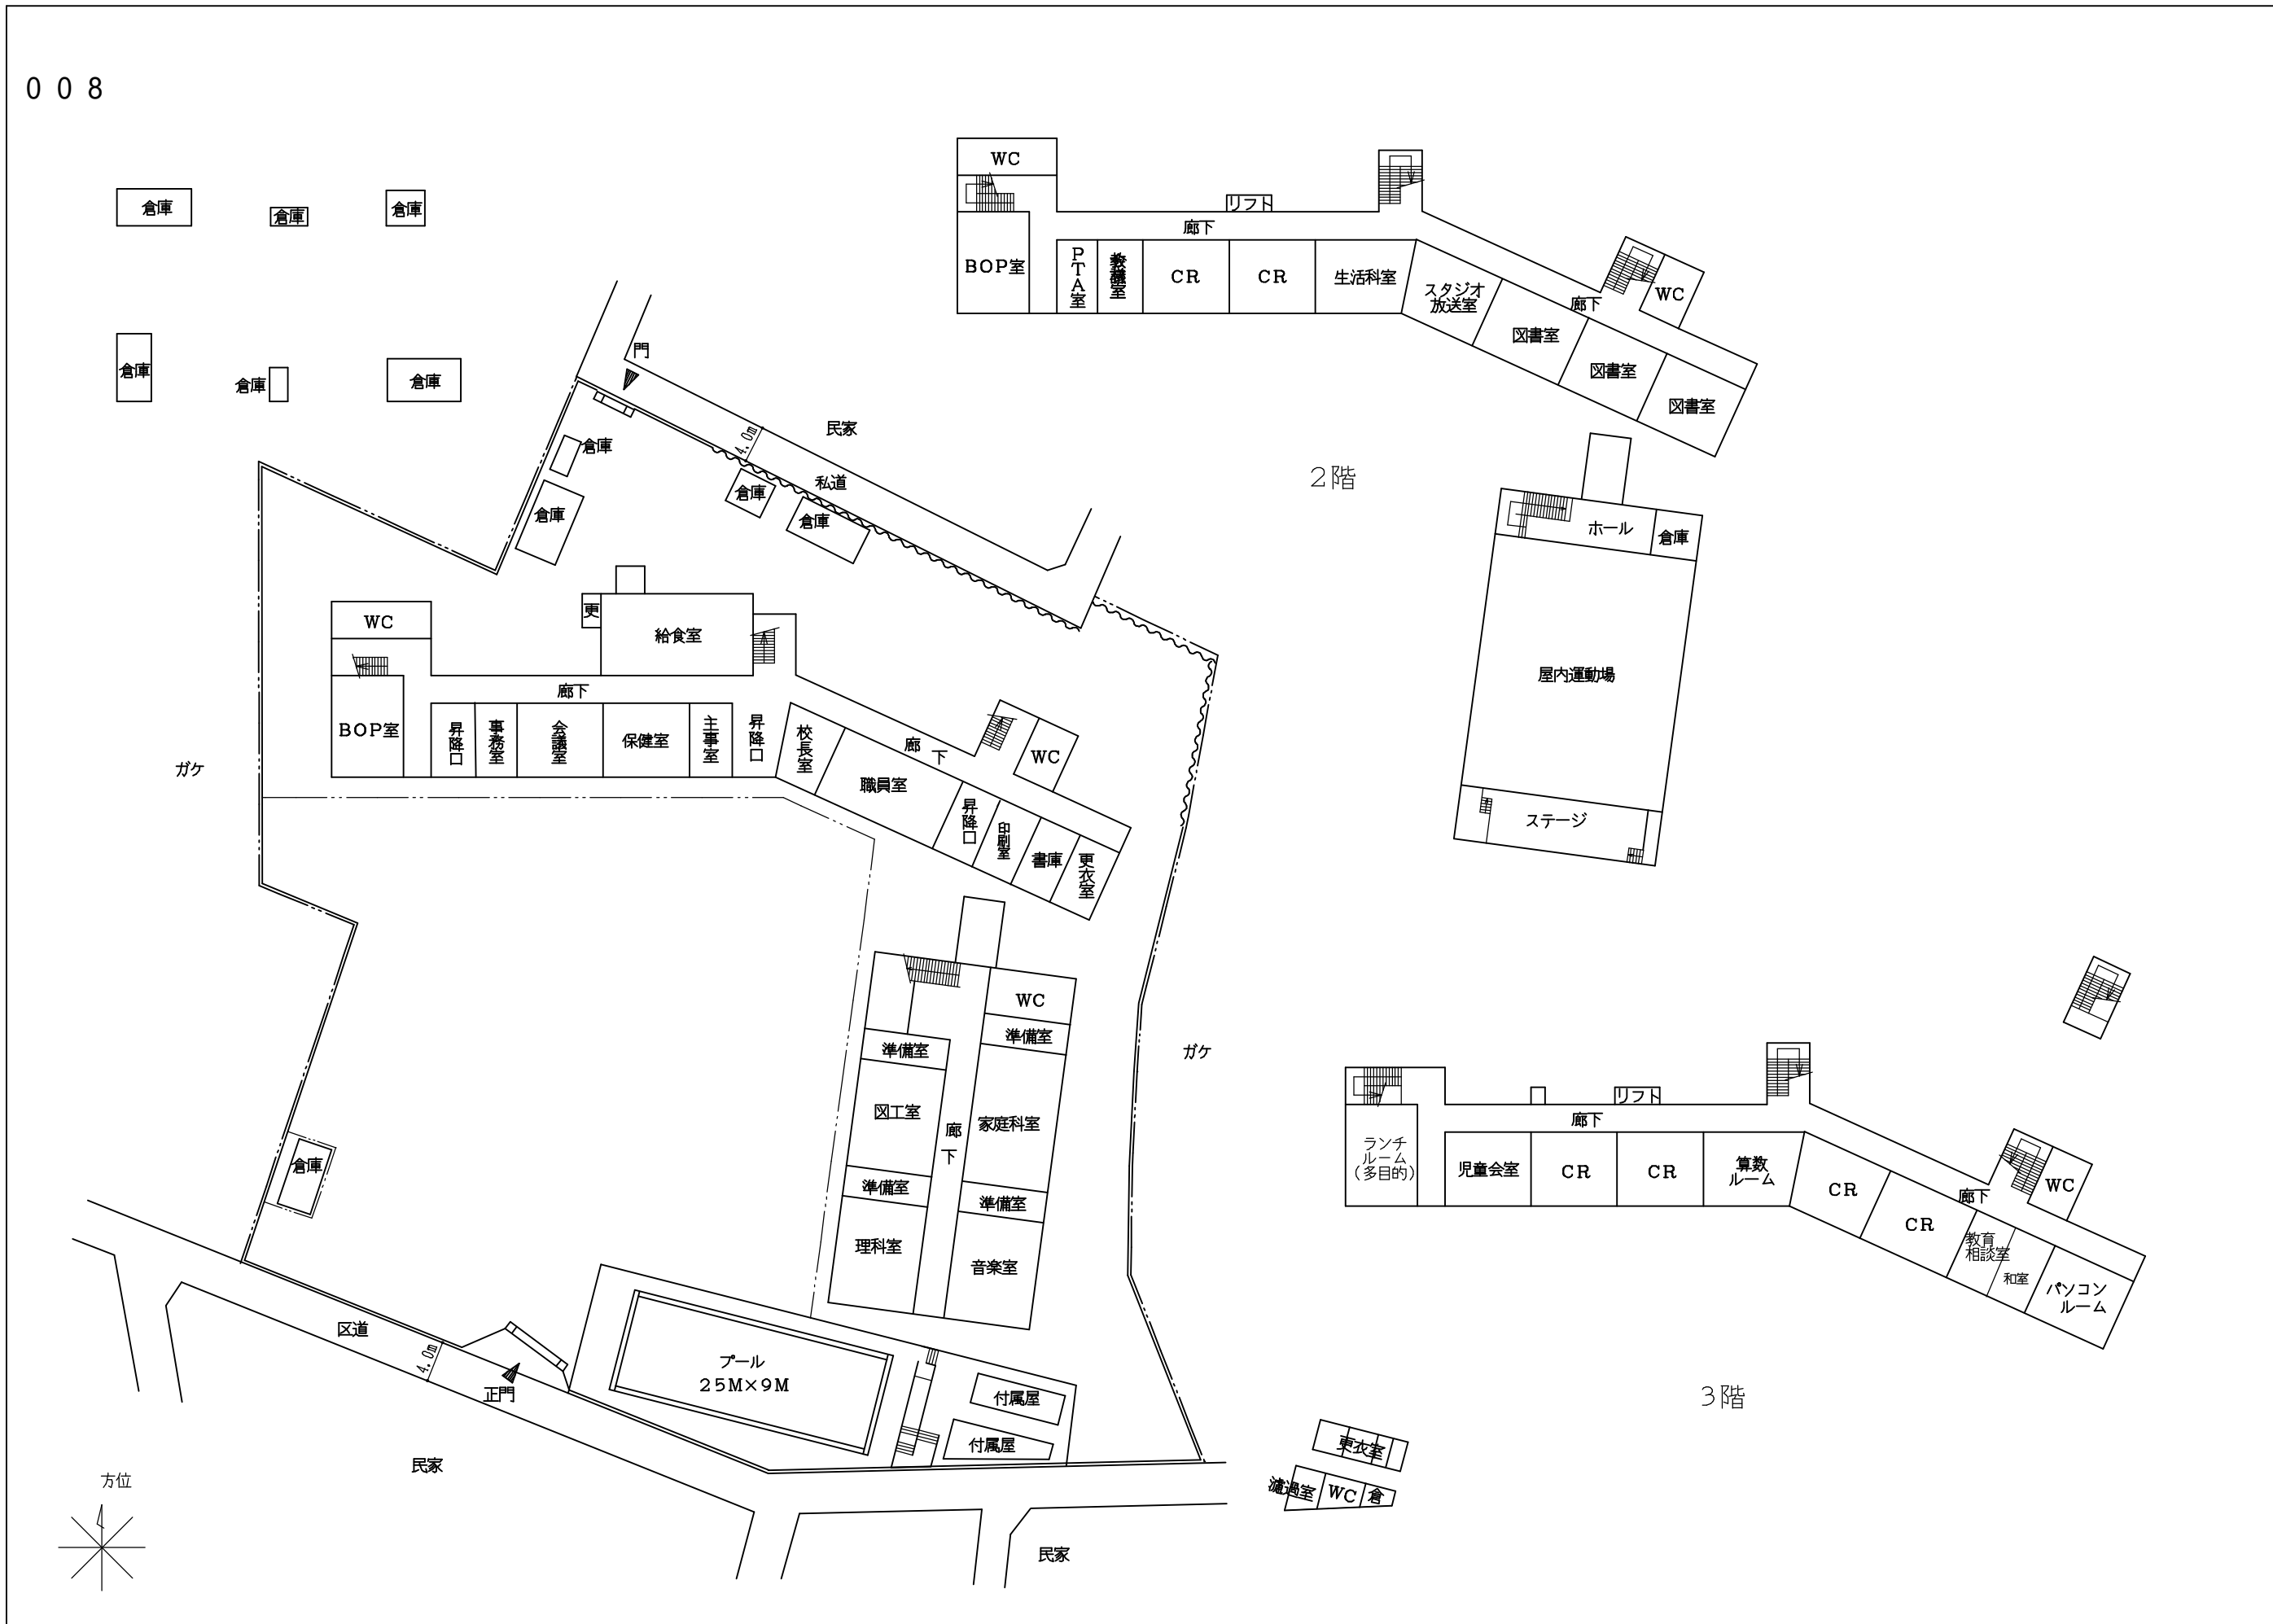 008
倉庫
倉庫
倉庫
倉庫
倉庫
倉庫
WC
リフト
廊下
BOP室
PTA室
CR
CR
生活科室
スタジオ
放送室
図書室
図書室
図書室
廊下
WC
2階
門
4.0m
民家
私道
倉庫
倉庫
倉庫
倉庫
ホール
倉庫
屋内運動場
ステージ
WC
更
給食室
廊下
BOP室
昇降口
事務室
会議室
保健室
主事室
昇降口
校長室
職員室
昇降口
印刷室
書庫
更衣室
廊下
WC
ガケ
ガケ
WC
準備室
準備室
図工室
家庭科室
廊下
準備室
準備室
理科室
音楽室
倉庫
区道
4.0m
正門
プール
25M×9M
付属屋
付属屋
民家
民家
方位
更衣室
濾過室
WC
倉
リフト
廊下
ランチ
ルーム
(多目的)
児童会室
CR
CR
算数
ルーム
CR
CR
教育
相談室
和室
パソコン
ルーム
廊下
WC
3階